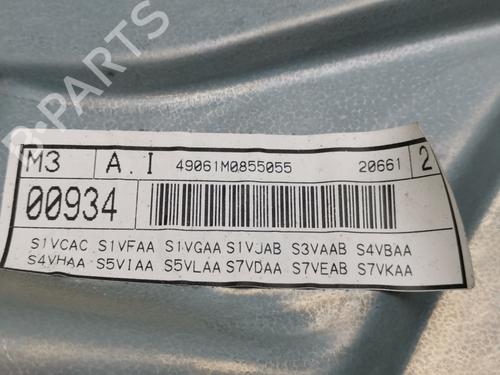 B-PARTS
M3 A.I 49061M0855055 20661 2
00934
S1VCAC S1VFAA S1VGAA S1VJAB S3VAAB S4VBAA
S4VHAA S5VIAA S5VLAA S7VDAA S7VEAB S7VKAA